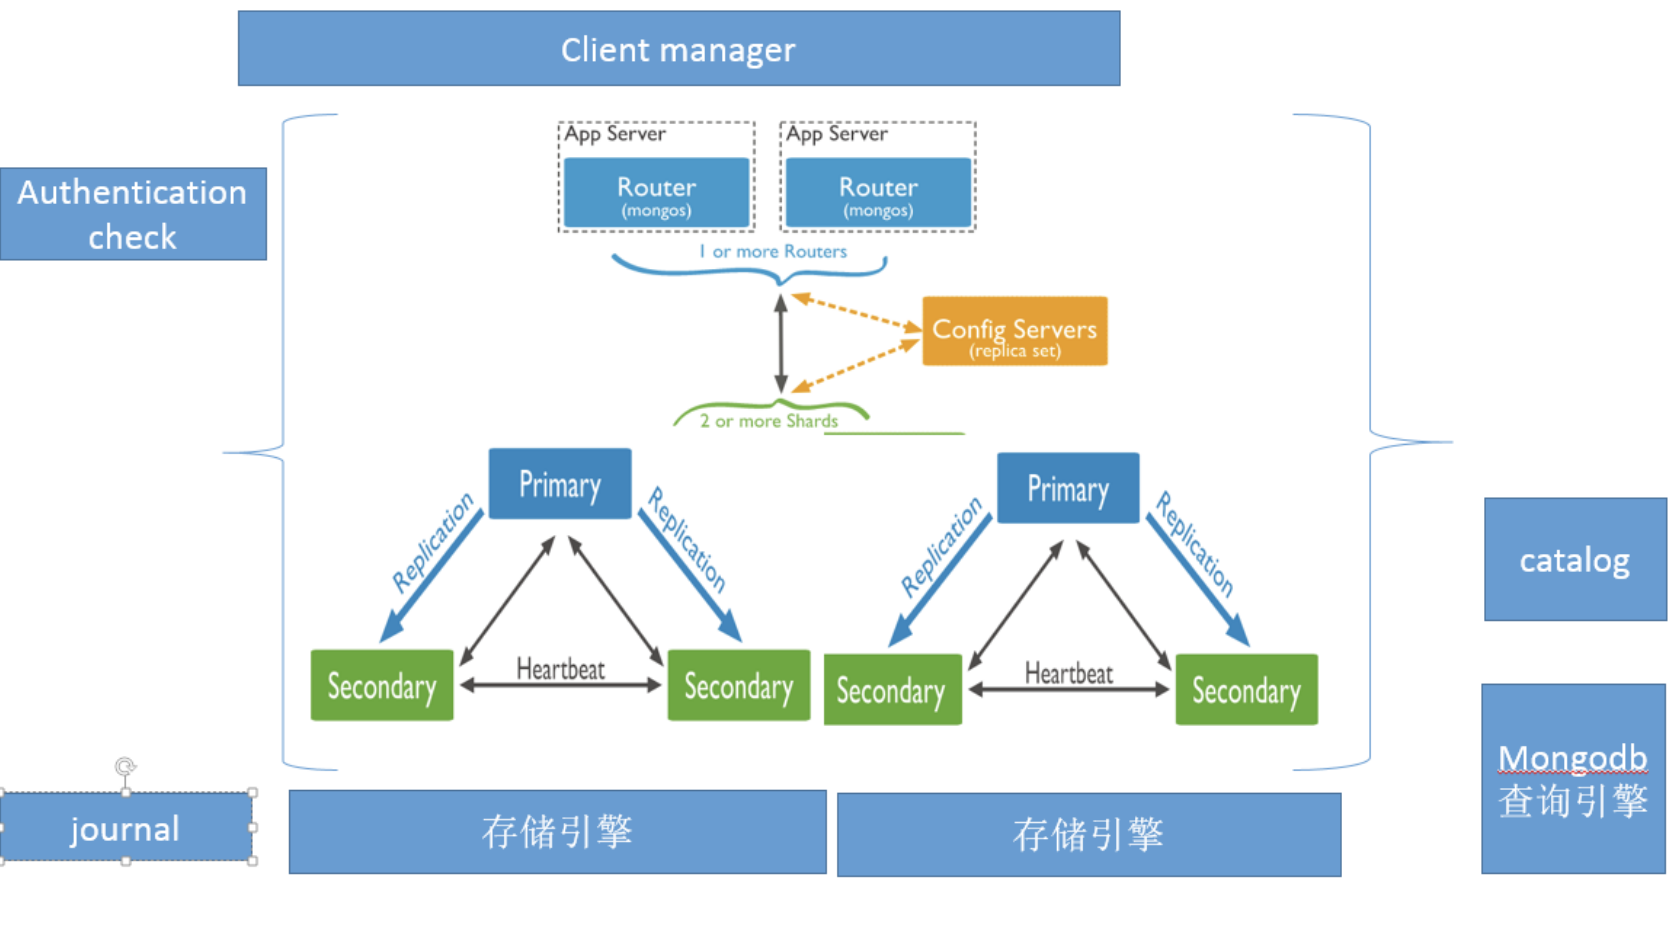 Client manager
App Server
App Server
Authentication
check
Router
(mongos)
Router
(mongos)
1 or more Routers
Config Servers
(replica set)
2 or more Shards
Primary
Primary
Replication
Replication
Replication
Replication
catalog
Secondary
Heartbeat
Secondary
Secondary
Heartbeat
Secondary
Mongodb
查询引擎
journal
存储引擎
存储引擎